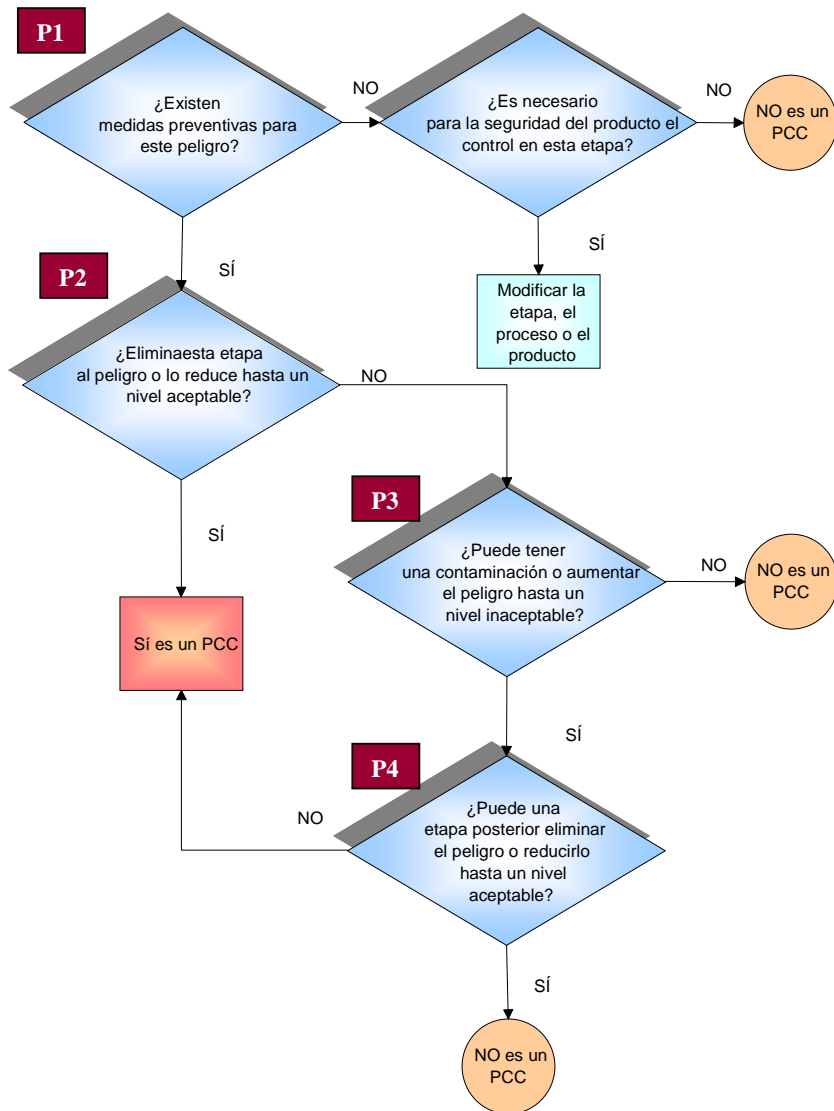 P1
¿Existen
medidas preventivas para
este peligro?
NO
¿Es necesario
para la seguridad del producto el
control en esta etapa?
NO
NO es un
PCC
SÍ
SÍ
Modificar la
etapa, el
proceso o el
producto
P2
¿Eliminaesta etapa
al peligro o lo reduce hasta un
nivel aceptable?
NO
SÍ
Sí es un PCC
P3
¿Puede tener
una contaminación o aumentar
el peligro hasta un
nivel inaceptable?
NO
NO es un
PCC
SÍ
P4
NO
¿Puede una
etapa posterior eliminar
el peligro o reducirlo
hasta un nivel
aceptable?
SÍ
NO es un
PCC